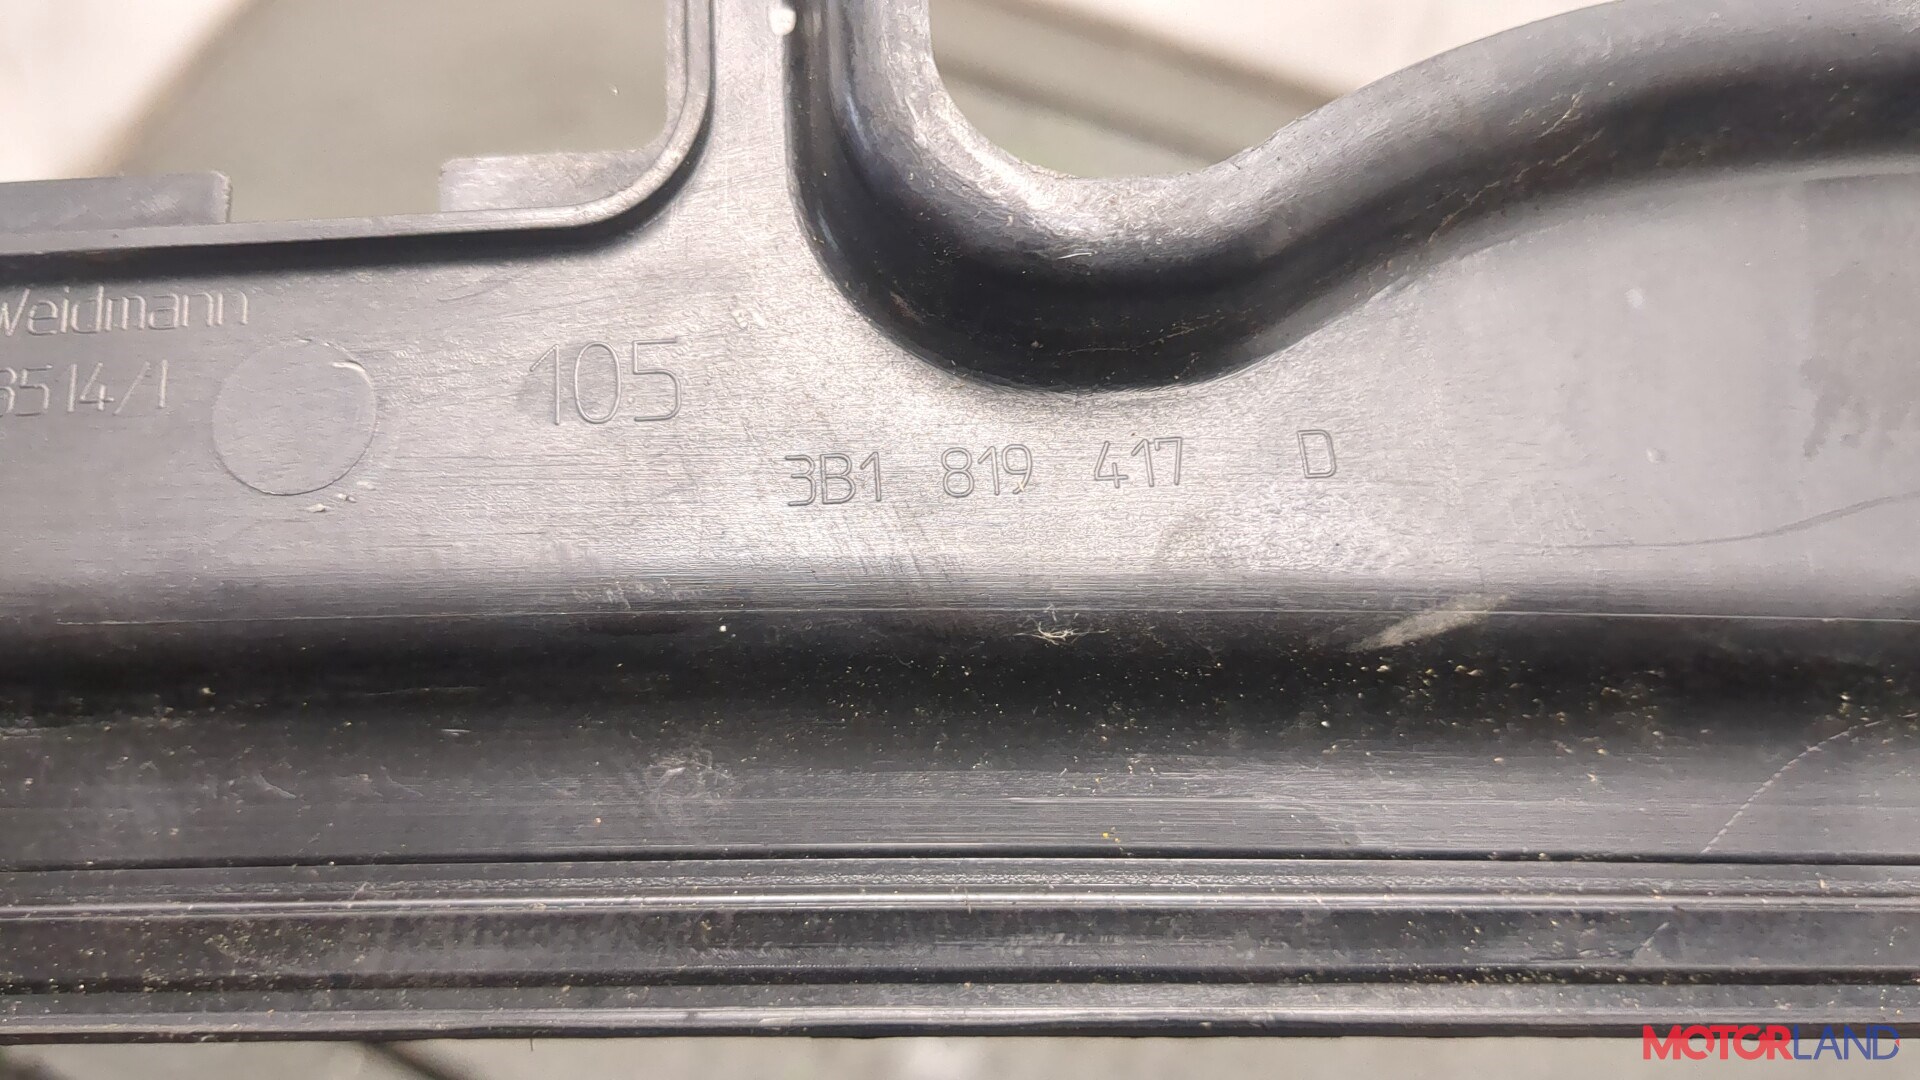 Weidmann
3514/1
105
3B1 819 417 D
MOTORLAND